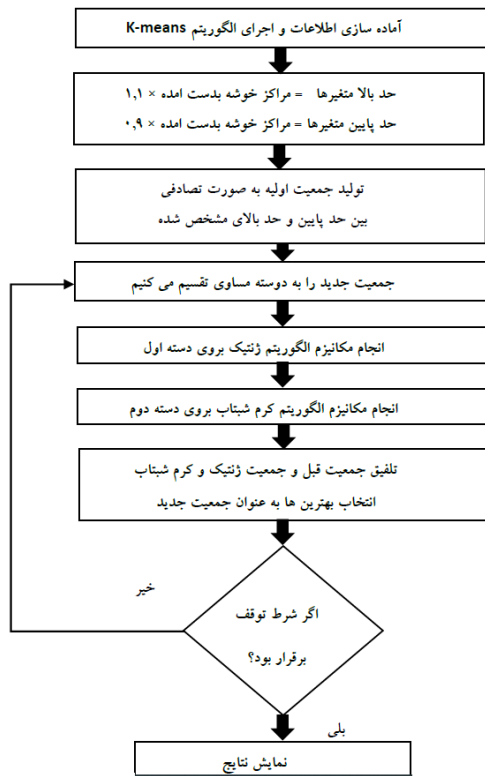 آماده سازی اطلاعات و اجرای الگوریتم K-means
حد بالا متغیرها = مراکز خوشه بدست امده × ۱,۱
حد پایین متغیرها = مراکز خوشه بدست امده × ۰,۹
تولید جمعیت اولیه به صورت تصادفی
بین حد پایین و حد بالای مشخص شده
جمعیت جدید را به دوسته مساوی تقسیم می کنیم
انجام مکانیزم الگوریتم ژنتیک بروی دسته اول
انجام مکانیزم الگوریتم کرم شبتاب بروی دسته دوم
تلفیق جمعیت قبل و جمعیت ژنتیک و کرم شبتاب
انتخاب بهترین ها به عنوان جمعیت جدید
خیر
اگر شرط توقف
برقرار بود؟
بلی
نمایش نتایج